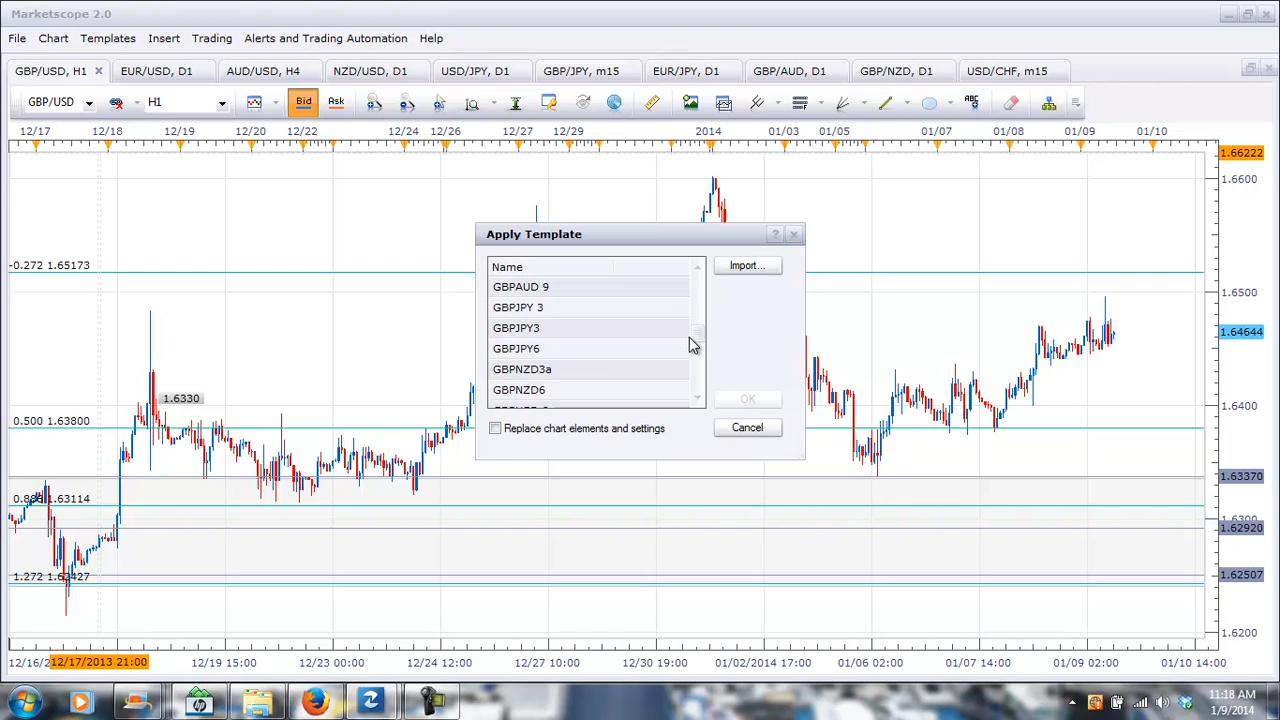 Marketscope 2.0
File Chart Templates Insert Trading Alerts and Trading Automation Help
GBP/USD, H1 EUR/USD, D1 AUD/USD, H4 NZD/USD, D1 USD/JPY, D1 GBP/JPY, m15 EUR/JPY, D1 GBP/AUD, D1 GBP/NZD, D1 USD/CHF, m15
GBP/USD H1 Bid Ask ABC
12/17 12/18 12/19 12/20 12/22 12/24 12/26 12/27 12/29 2014 01/03 01/05 01/07 01/08 01/09 01/10
1.66222
1.6600
Apply Template
-0.272 1.65173
Name
Import...
GBPAUD 9
1.6500
GBPJPY 3
GBPJPY3
1.64644
GBPJPY6
GBPNZD3a
GBPNZD6
1.6330
OK
1.6400
0.500 1.63800
Replace chart elements and settings
Cancel
1.63370
1.63114
1.6300
1.62920
1.62507
1.272 1.62427
1.6200
12/17/2013 21:00 12/19 15:00 12/23 00:00 12/24 12:00 12/27 10:00 12/30 19:00 01/02/2014 17:00 01/06 02:00 01/07 14:00 01/09 02:00 01/10 14:00
11:18 AM
1/9/2014